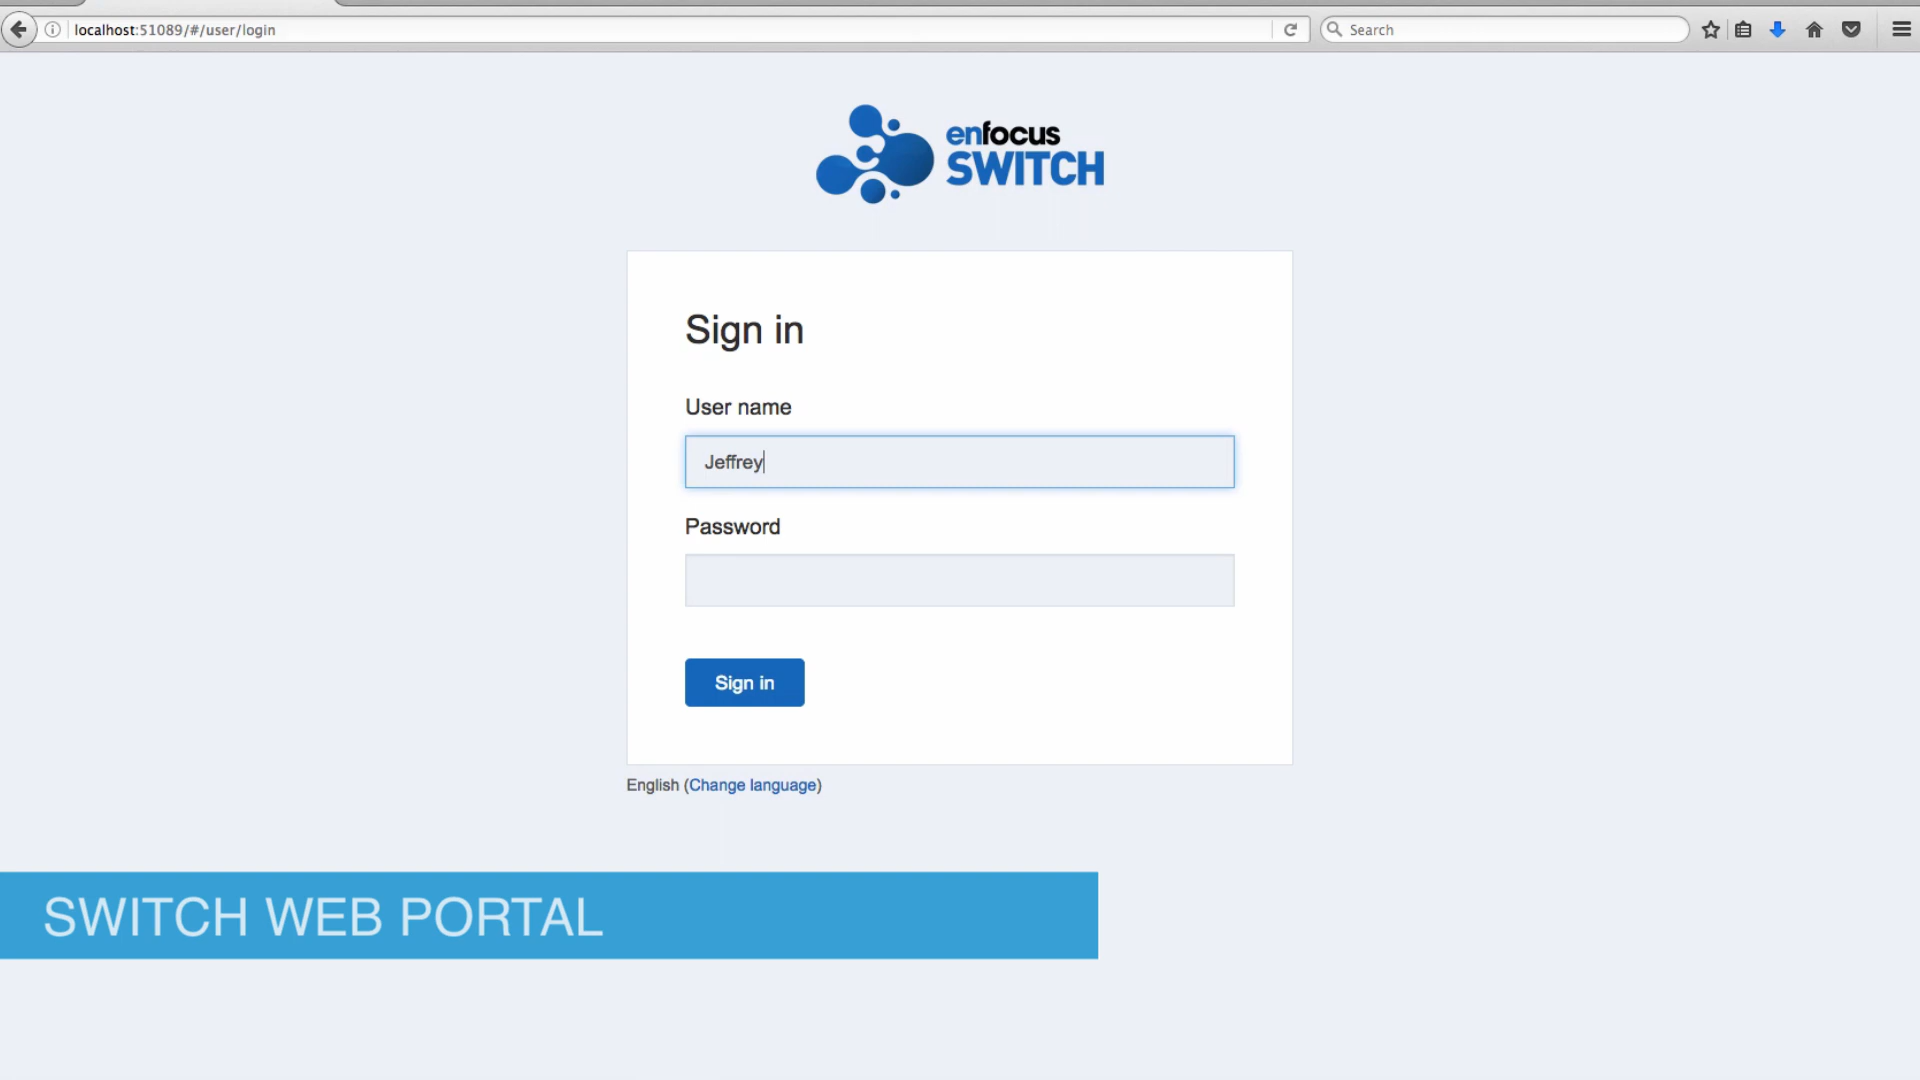 localhost:51089/#/user/login
Search
enfocus
SWITCH
Sign in
User name
Jeffrey
Password
Sign in
English (Change language)
SWITCH WEB PORTAL